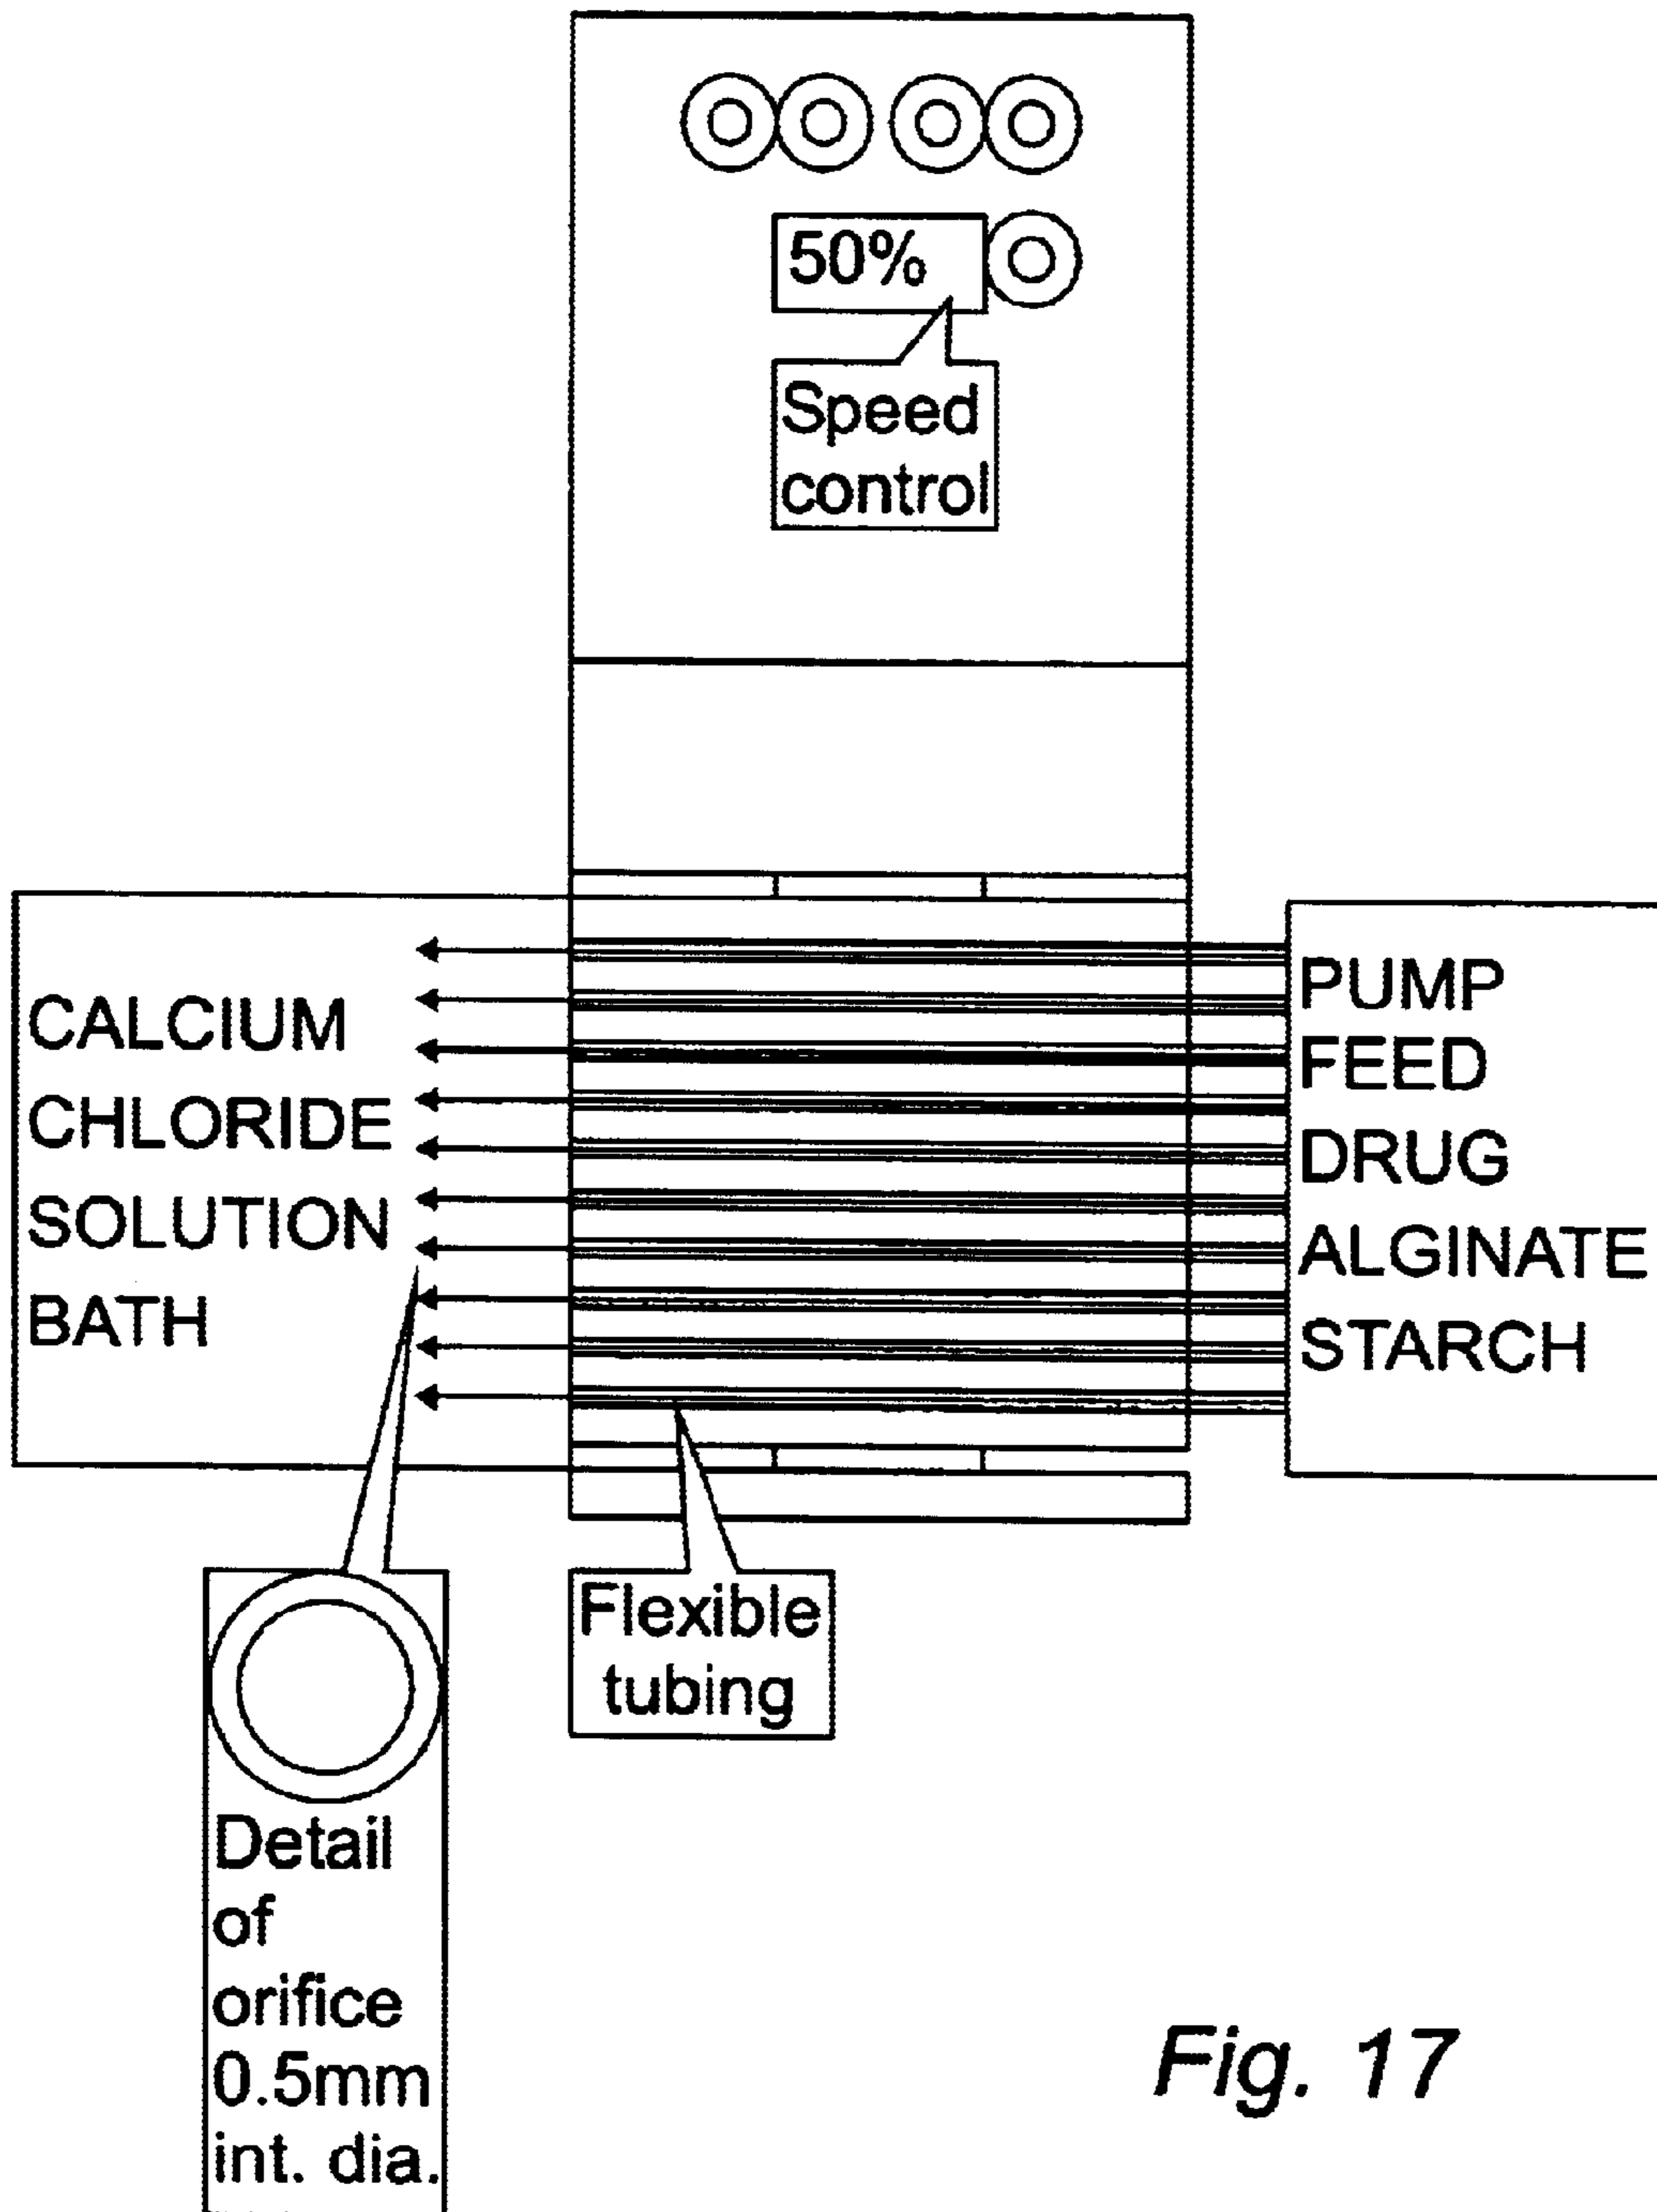 50%
Speed
control
CALCIUM
CHLORIDE
SOLUTION
BATH
PUMP
FEED
DRUG
ALGINATE
STARCH
Flexible
tubing
Detail
of
orifice
0.5mm
int. dia.
Fig. 17